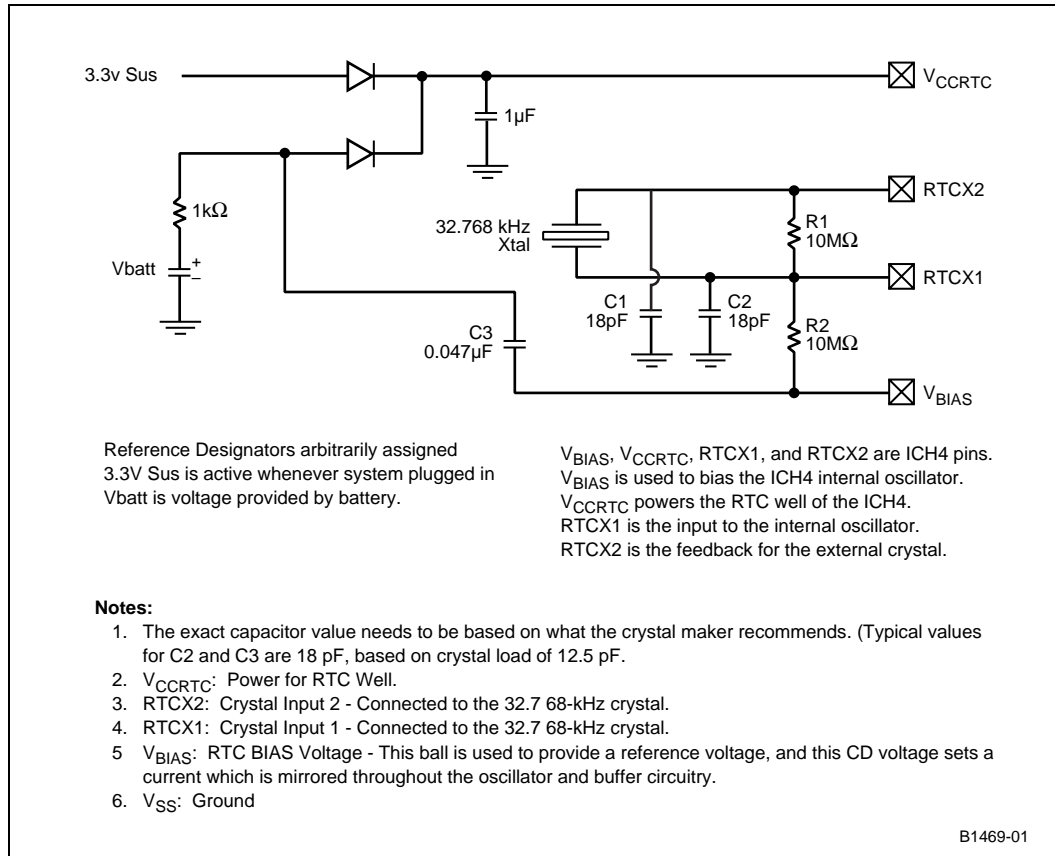 3.3v Sus
V_CCRTC
1µF
1kΩ
Vbatt
+
–
32.768 kHz
Xtal
RTCX2
R1
10MΩ
RTCX1
C1
18pF
C2
18pF
R2
10MΩ
C3
0.047µF
V_BIAS
Reference Designators arbitrarily assigned
3.3V Sus is active whenever system plugged in
Vbatt is voltage provided by battery.
V_BIAS, V_CCRTC, RTCX1, and RTCX2 are ICH4 pins.
V_BIAS is used to bias the ICH4 internal oscillator.
V_CCRTC powers the RTC well of the ICH4.
RTCX1 is the input to the internal oscillator.
RTCX2 is the feedback for the external crystal.
Notes:
1. The exact capacitor value needs to be based on what the crystal maker recommends. (Typical values
for C2 and C3 are 18 pF, based on crystal load of 12.5 pF.
2. V_CCRTC: Power for RTC Well.
3. RTCX2: Crystal Input 2 - Connected to the 32.7 68-kHz crystal.
4. RTCX1: Crystal Input 1 - Connected to the 32.7 68-kHz crystal.
5 V_BIAS: RTC BIAS Voltage - This ball is used to provide a reference voltage, and this CD voltage sets a
current which is mirrored throughout the oscillator and buffer circuitry.
6. V_SS: Ground
B1469-01